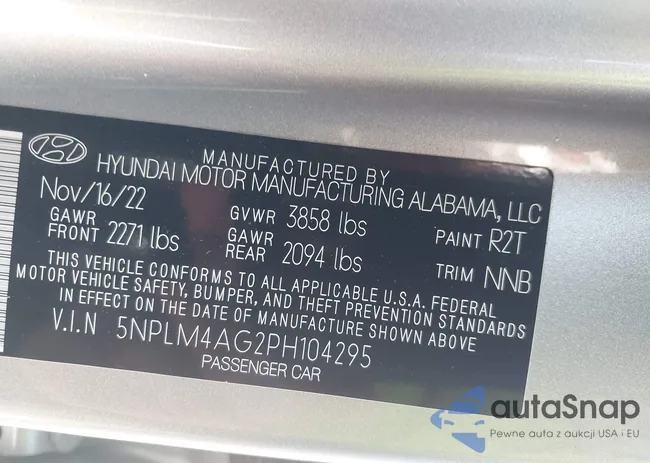 MANUFACTURED BY
HYUNDAI MOTOR MANUFACTURING ALABAMA, LLC
Nov/16/22
GVWR 3858 lbs
PAINT R2T
GAWR FRONT 2271 lbs
GAWR REAR 2094 lbs
TRIM NNB
THIS VEHICLE CONFORMS TO ALL APPLICABLE U.S.A. FEDERAL
MOTOR VEHICLE SAFETY, BUMPER, AND THEFT PREVENTION STANDARDS
IN EFFECT ON THE DATE OF MANUFACTURE SHOWN ABOVE.
V.I.N 5NPLM4AG2PH104295
PASSENGER CAR
autaSnap
Pewne auta z aukcji USA i EU